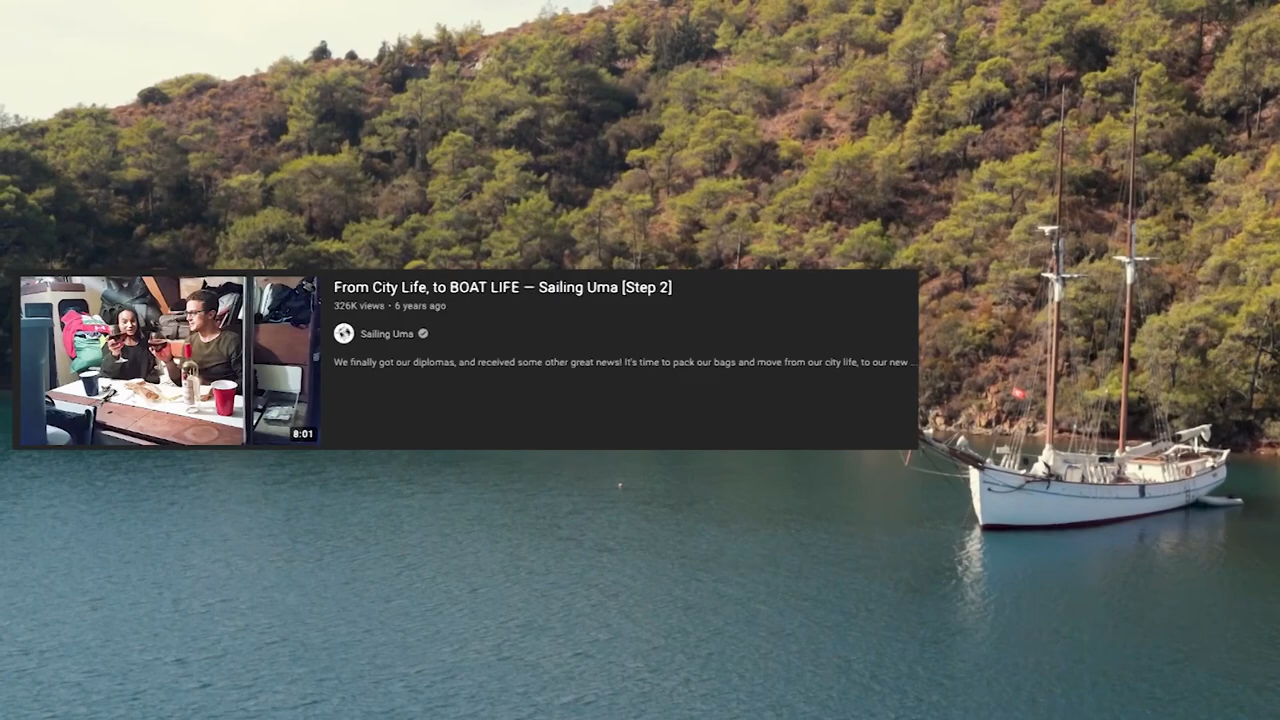 From City Life, to BOAT LIFE — Sailing Uma [Step 2]
326K views • 6 years ago
Sailing Uma
We finally got our diplomas, and received some other great news! It's time to pack our bags and move from our city life, to our new ...
8:01